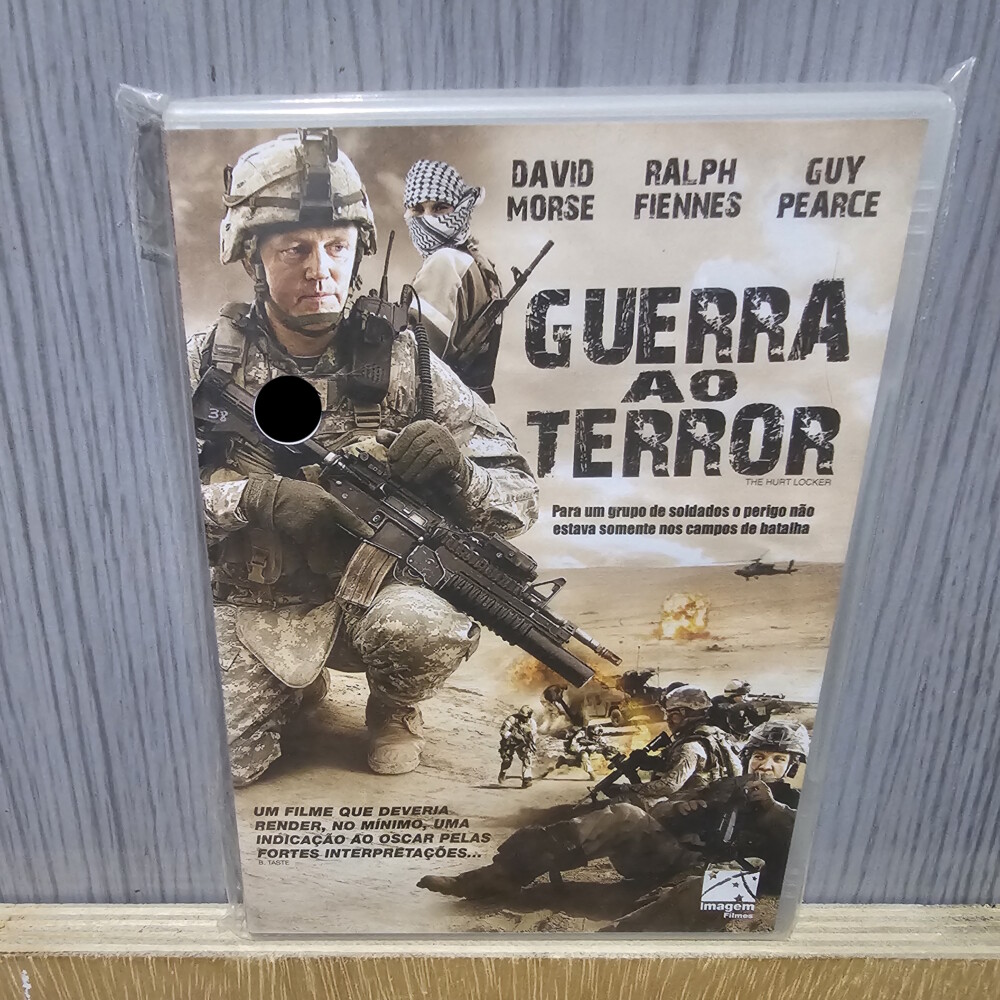 DAVID MORSE
RALPH FIENNES
GUY PEARCE
GUERRA
AO
TERROR
THE HURT LOCKER
Para um grupo de soldados o perigo não
estava somente nos campos de batalha
38
UM FILME QUE DEVERIA
RENDER, NO MÍNIMO, UMA
INDICAÇÃO AO OSCAR PELAS
FORTES INTERPRETAÇÕES...
B. TASTE
Imagem
Filmes